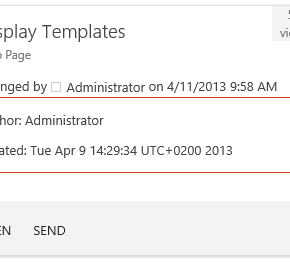 splay Templates
Page
nged by Administrator on 4/11/2013 9:58 AM
hor: Administrator
ated: Tue Apr 9 14:29:34 UTC+0200 2013
EN SEND